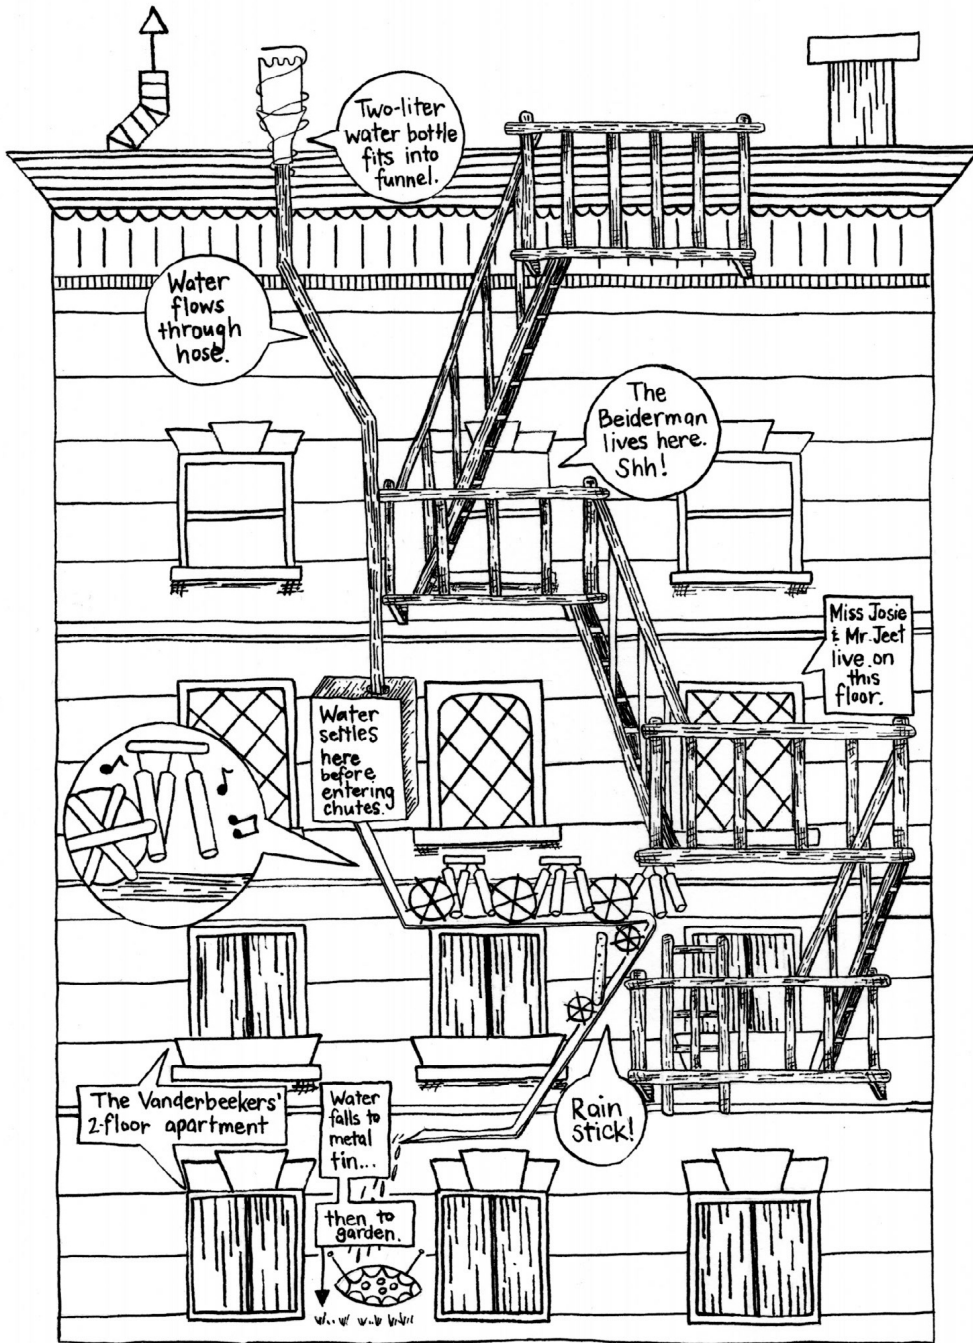 Two-liter
water bottle
fits into
funnel.
Water
flows
through
hose.
The
Beiderman
lives here.
Shh!
Miss Josie
& Mr. Jeet
live on
this
floor.
Water
settles
here
before
entering
chutes.
The Vanderbeekers'
2-floor apartment
Water
falls to
metal
tin...
then to
garden.
Rain
stick!